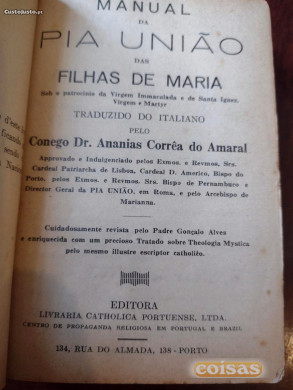 CustoJusto.pt
MANUAL
DA
PIA UNIÃO
DAS
FILHAS DE MARIA
Sob o patrocinio da Virgem Immaculada e de Santa Ignez,
Virgem e Martyr
TRADUZIDO DO ITALIANO
PELO
Conego Dr. Ananias Corrêa do Amaral
Approvado e Indulgenciado pelos Exmos. e Revmos. Srs.
Cardeal Patriarcha de Lisboa, Cardeal D. Americo, Bispo do
Porto, pelos Exmos. e Revmos. Srs. Bispo de Pernambuco e
Director Geral da PIA UNIÃO, em Roma, e pelo Arcebispo de
Marianna.
Cuidadosamente revista pelo Padre Gonçalo Alves
e enriquecida com um precioso Tratado sobre Theologia Mystica
pelo mesmo illustre escriptor catholico.
EDITORA
LIVRARIA CATHOLICA PORTUENSE, LTDA.
CENTRO DE PROPAGANDA RELIGIOSA EM PORTUGAL E BRAZIL
134, RUA DO ALMADA, 138 - PORTO
coisas